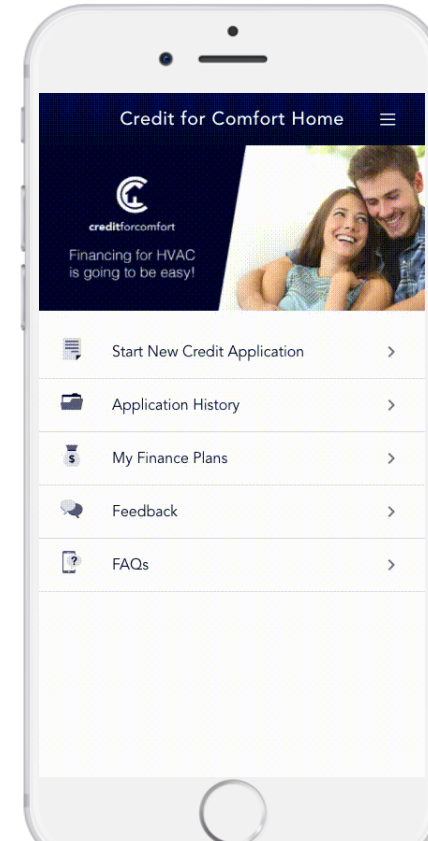 Credit for Comfort Home
creditforcomfort
Financing for HVAC
is going to be easy!
Start New Credit Application
Application History
$
My Finance Plans
Feedback
?
FAQs